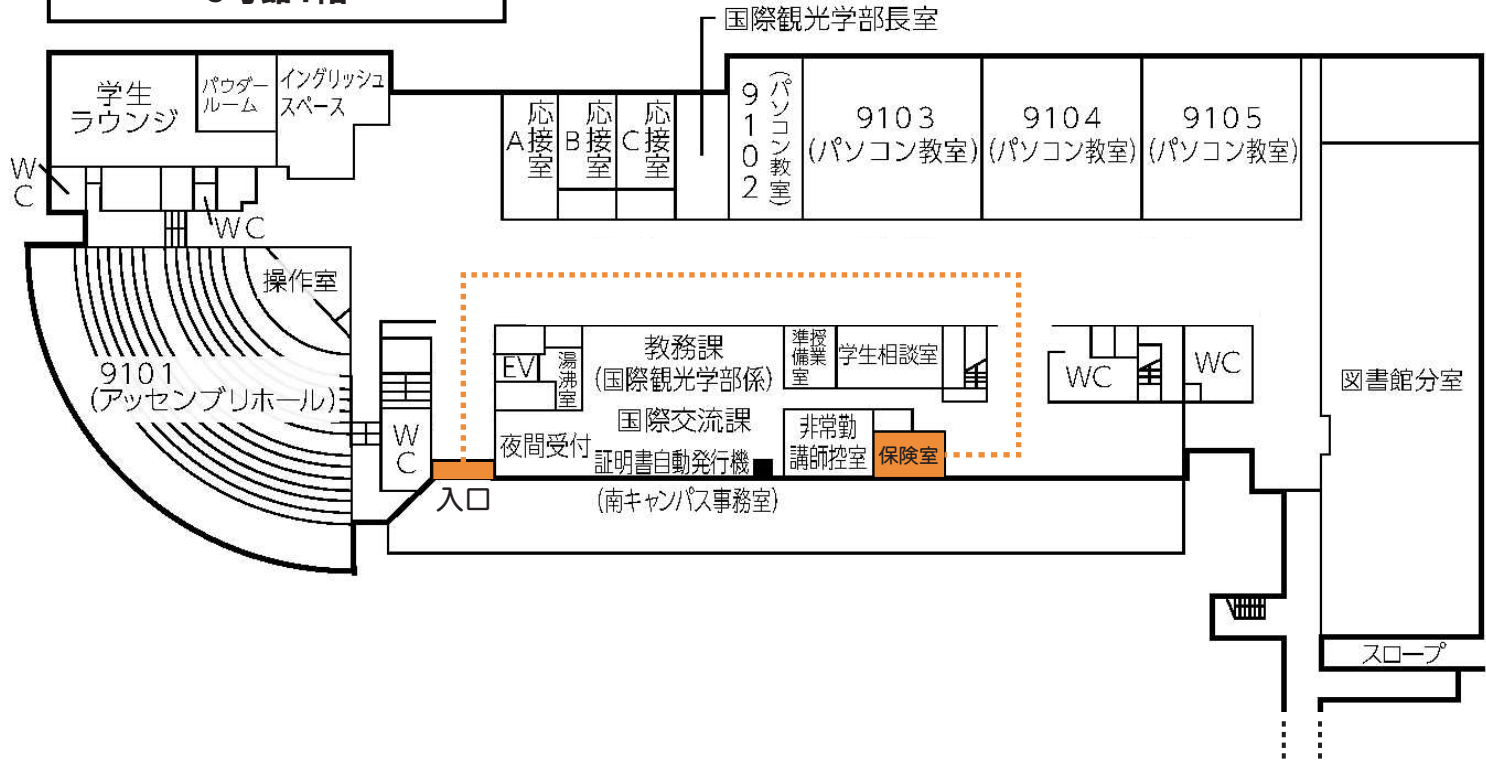 国際観光学部長室
学生
ラウンジ
パウダー
ルーム
イングリッシュ
スペース
応接室
A
応接室
B
応接室
C
9102
(パソコン教室)
9103
(パソコン教室)
9104
(パソコン教室)
9105
(パソコン教室)
WC
WC
操作室
9101
(アッセンブリホール)
WC
EV
湯沸室
教務課
(国際観光学部係)
授業
準備室
学生相談室
WC
WC
図書館分室
国際交流課
夜間受付
証明書自動発行機
非常勤
講師控室
保険室
入口
(南キャンパス事務室)
スロープ